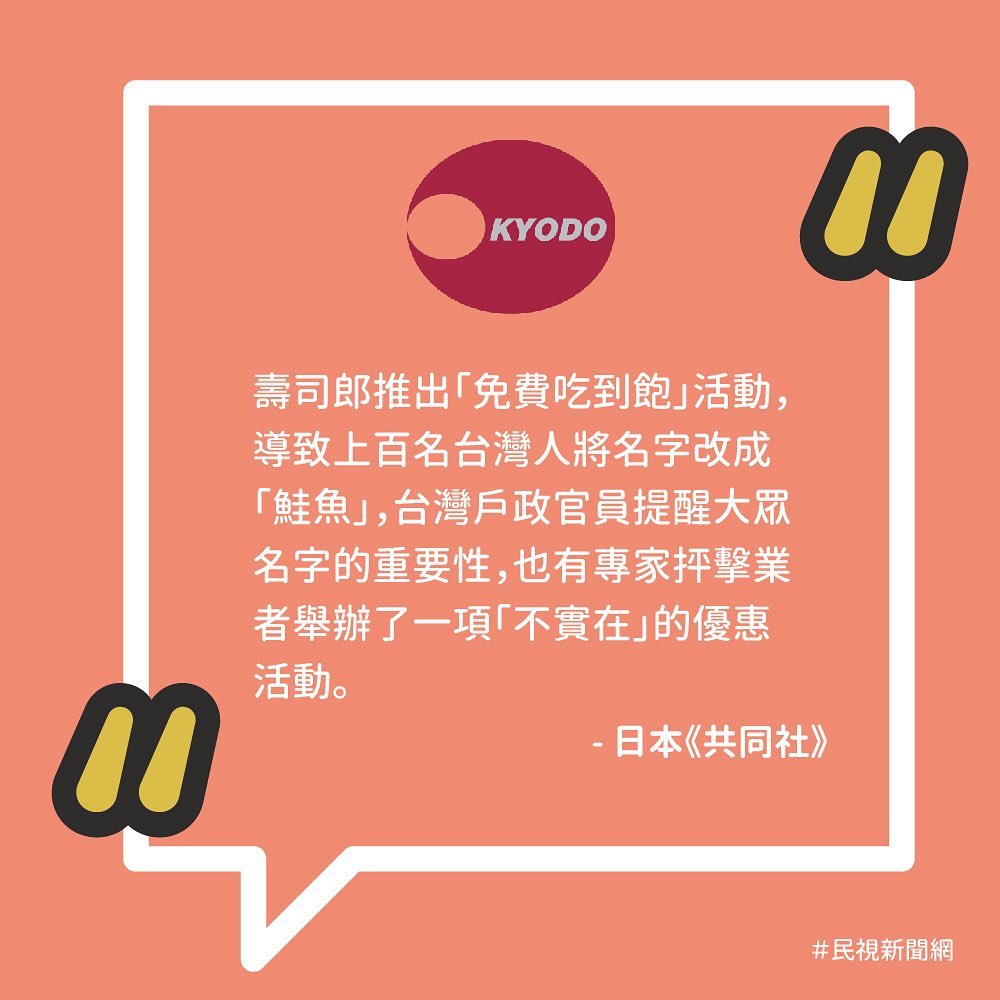 KYODO
壽司郎推出「免費吃到飽」活動，
導致上百名台灣人將名字改成
「鮭魚」，台灣戶政官員提醒大眾
名字的重要性，也有專家抨擊業
者舉辦了一項「不實在」的優惠
活動。
- 日本《共同社》
#民視新聞網